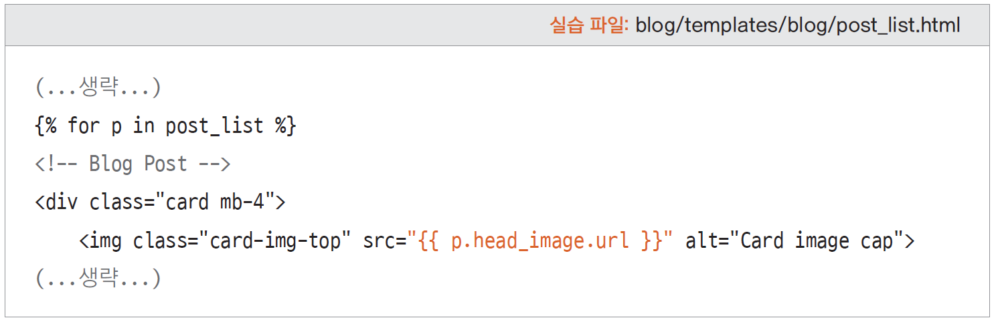 실습 파일: blog/templates/blog/post_list.html
(...생략...)
{% for p in post_list %}
<!-- Blog Post -->
<div class="card mb-4">
    <img class="card-img-top" src="{{ p.head_image.url }}" alt="Card image cap">
(...생략...)